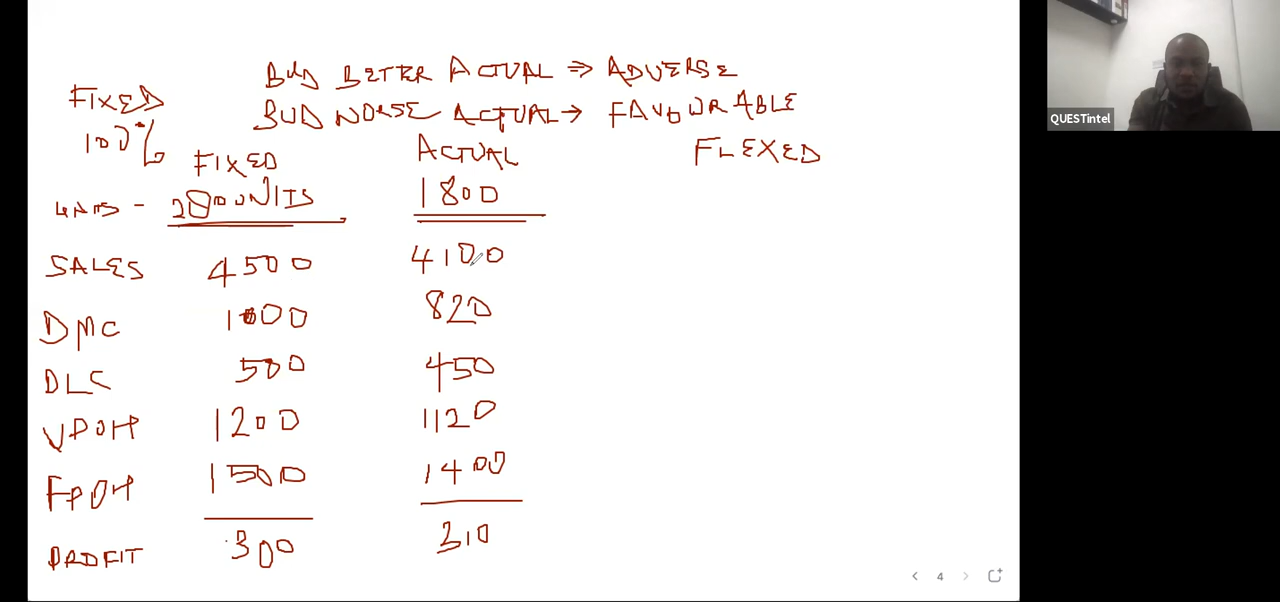 BUD BETTER ACTUAL ⇒ ADVERSE
FIXED BUD WORSE ACTUAL → FAVOURABLE
100% FIXED ACTUAL FLEXED
UNITS - UNITS 1800
SALES 4500 4100
DMC 1000 820
DLC 500 450
VPOH 1200 1120
FPOH 1500 1400
PROFIT 300 310
QUESTintel
4